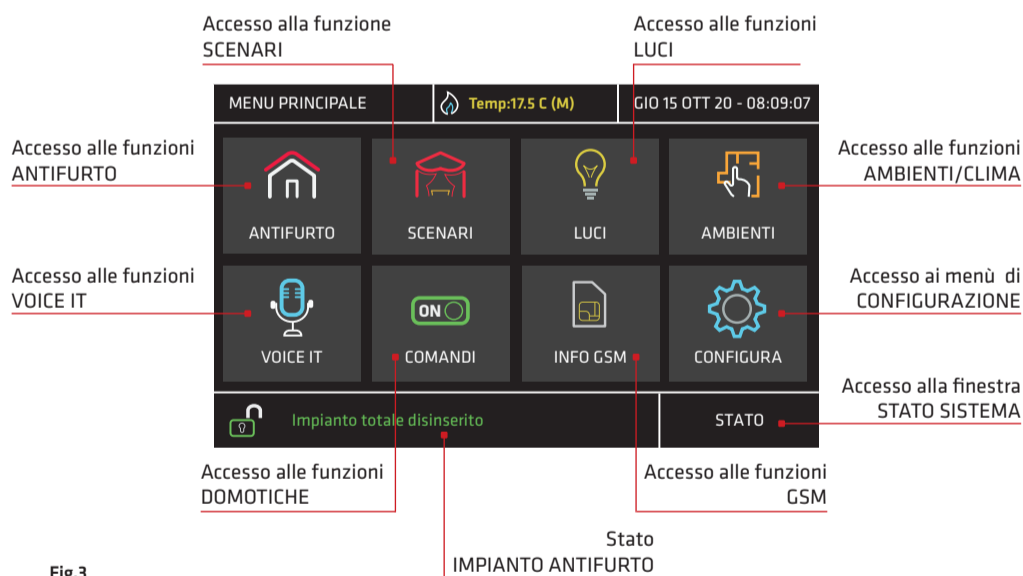 Accesso alla funzione
SCENARI
Accesso alle funzioni
LUCI
MENU PRINCIPALE
Temp:17.5 C (M)
GIO 15 OTT 20 - 08:09:07
Accesso alle funzioni
ANTIFURTO
Accesso alle funzioni
AMBIENTI/CLIMA
ANTIFURTO
SCENARI
LUCI
AMBIENTI
Accesso alle funzioni
VOICE IT
Accesso ai menù di
CONFIGURAZIONE
ON
VOICE IT
COMANDI
INFO GSM
CONFIGURA
Accesso alla finestra
STATO SISTEMA
Impianto totale disinserito
STATO
Accesso alle funzioni
DOMOTICHE
Accesso alle funzioni
GSM
Stato
IMPIANTO ANTIFURTO
Fig.3